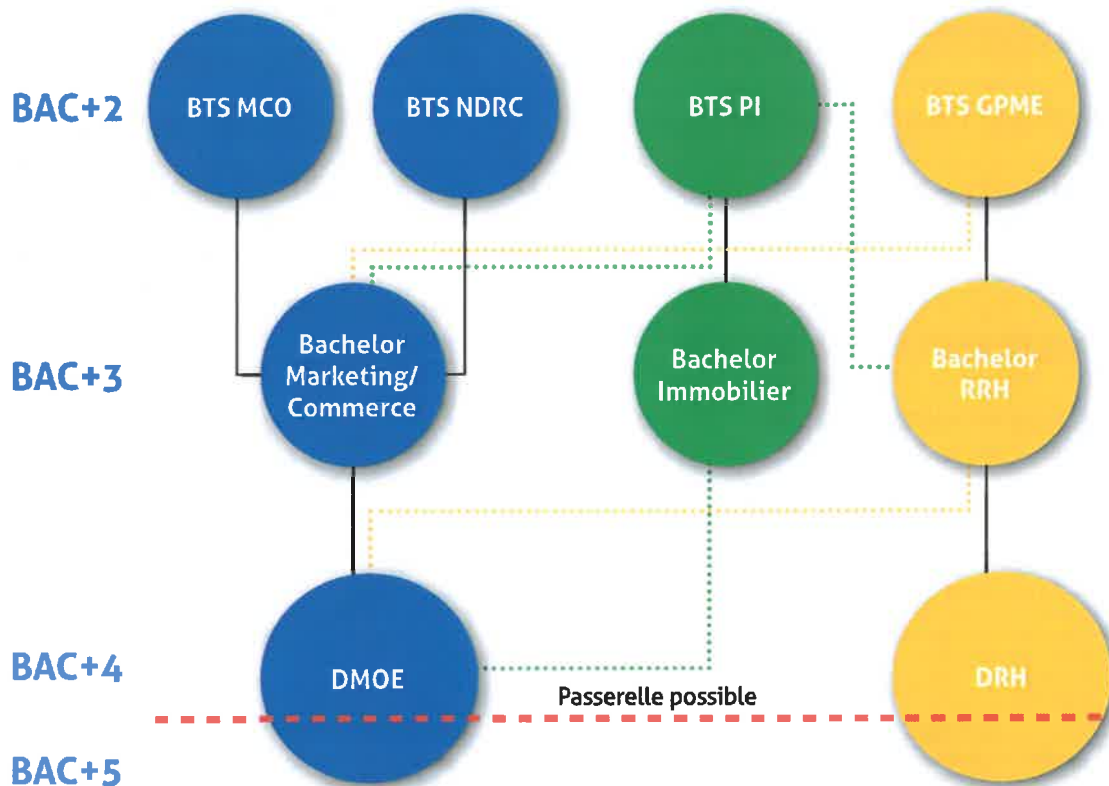 BAC+2
BTS MCO
BTS NDRC
BTS PI
BTS GPME
BAC+3
Bachelor
Marketing/
Commerce
Bachelor
Immobilier
Bachelor
RRH
BAC+4
DMOE
Passerelle possible
DRH
BAC+5